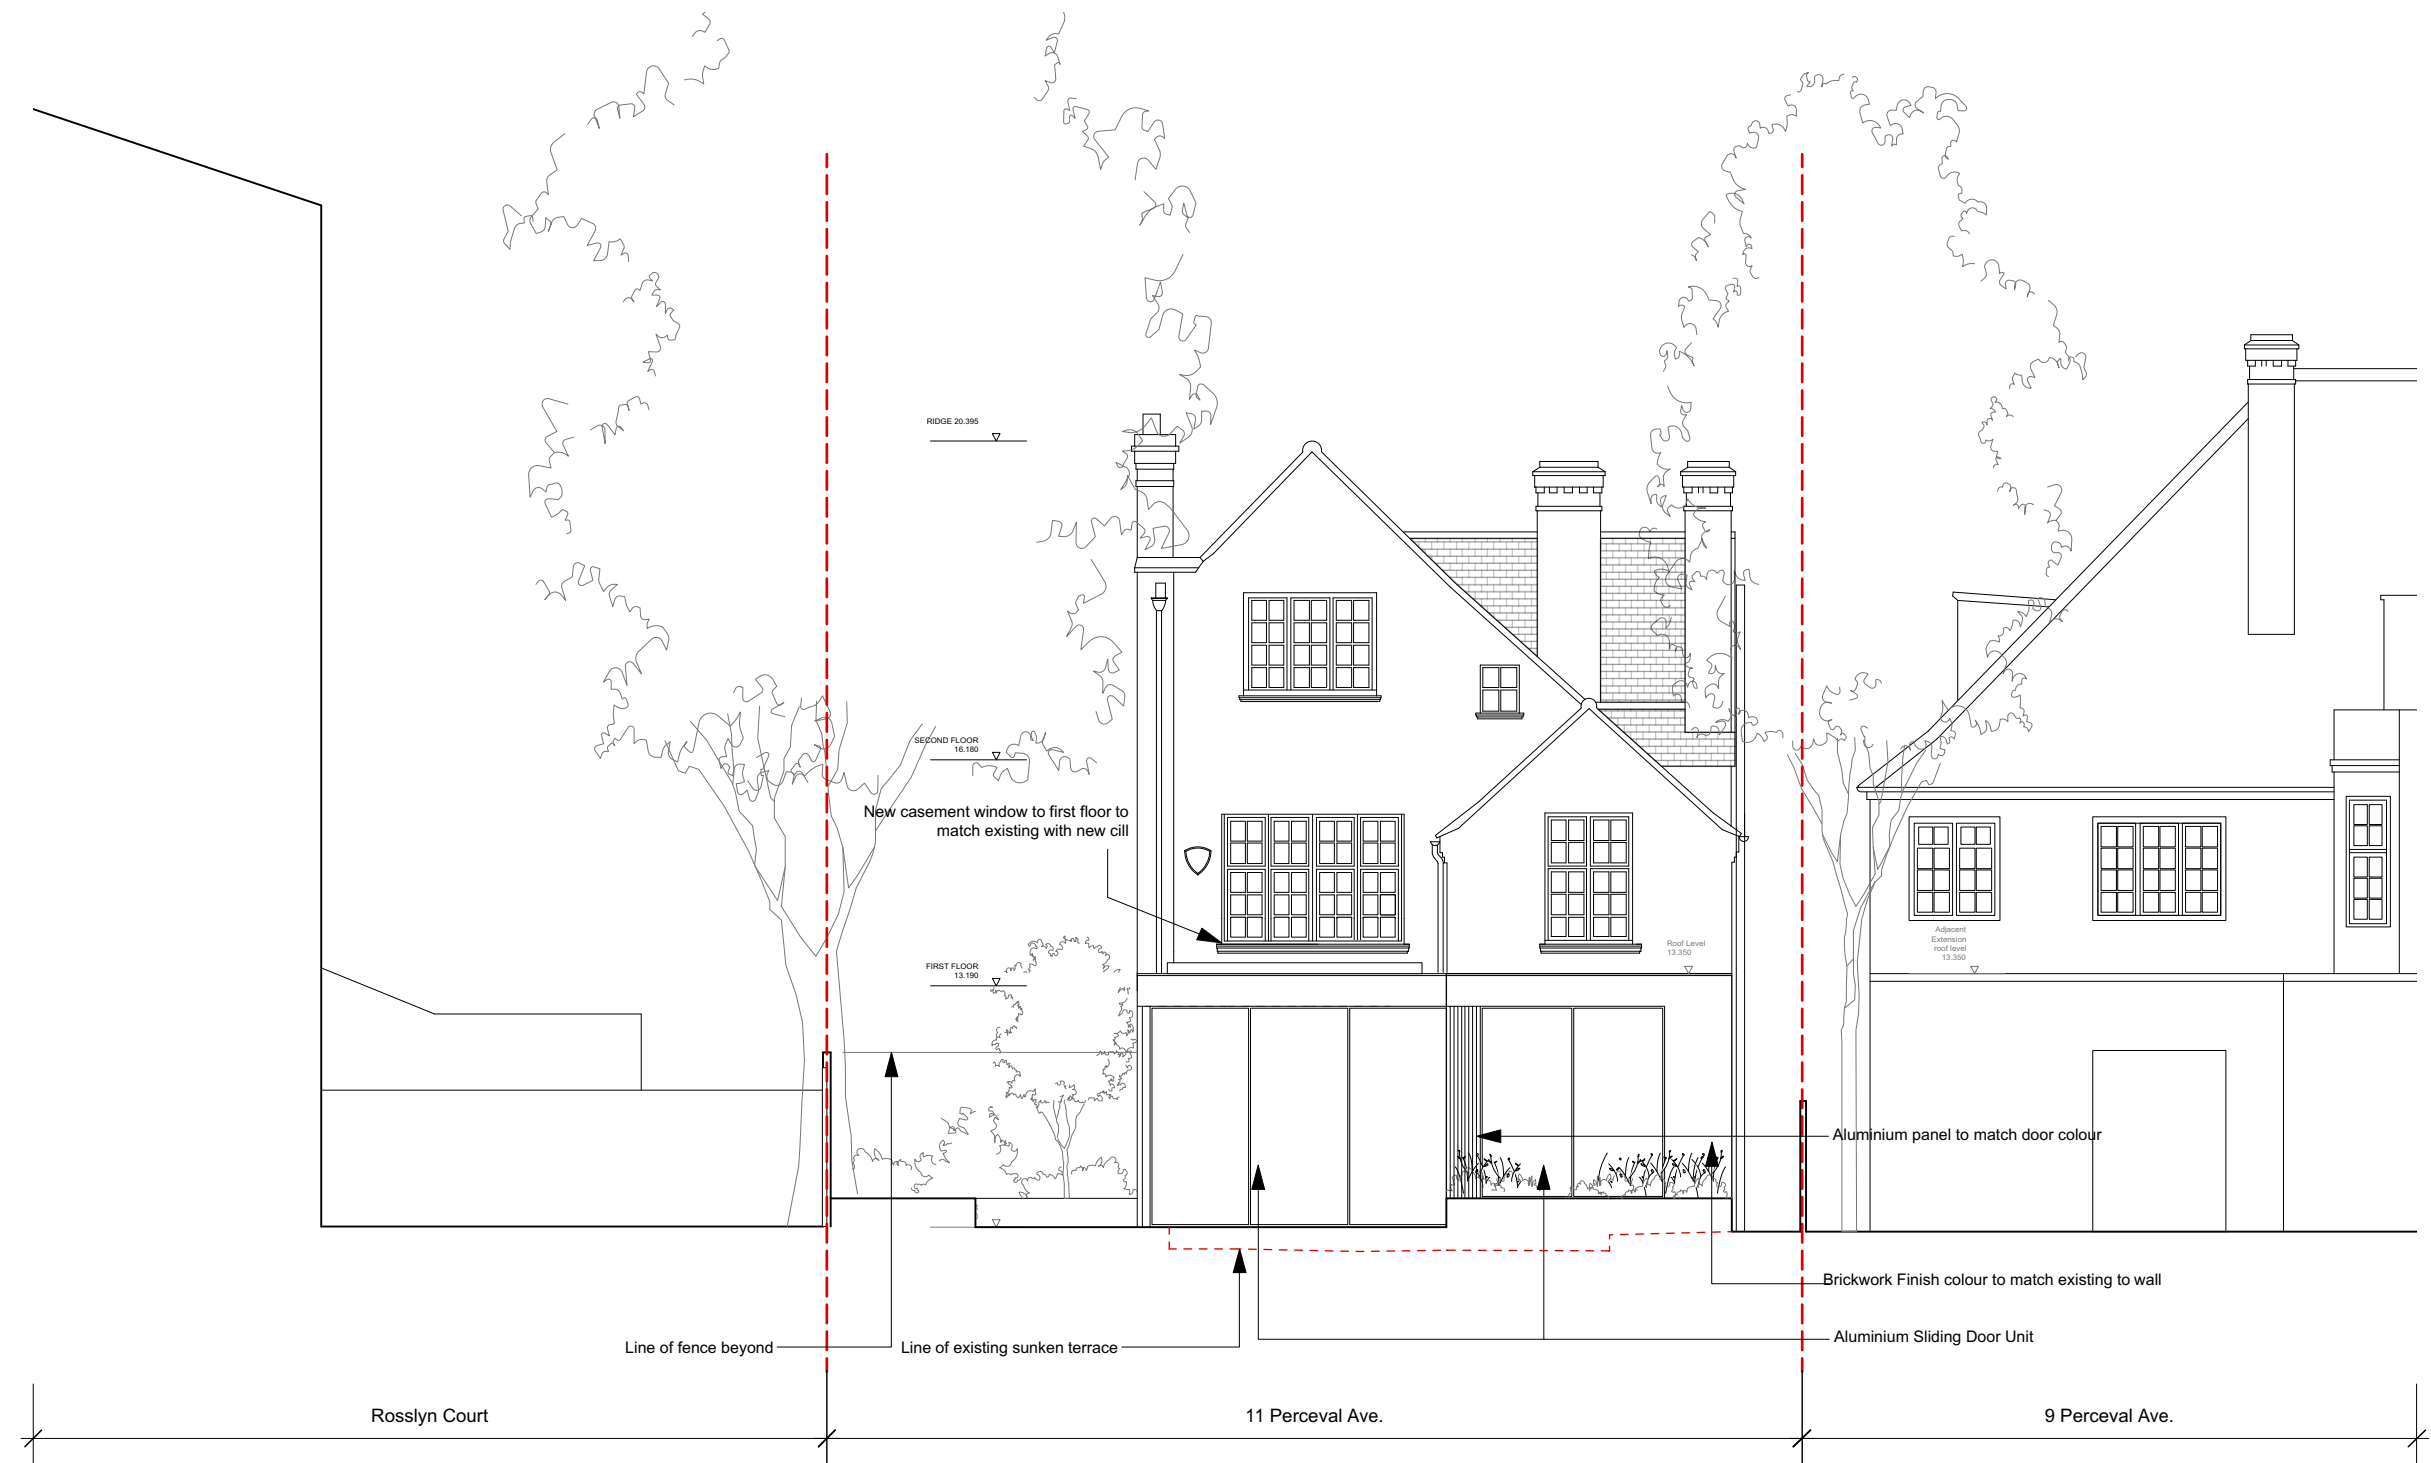 RIDGE 20.395
SECOND FLOOR
16.180
New casement window to first floor to
match existing with new cill
FIRST FLOOR
13.190
Roof Level
13.350
Adjacent
Extension
roof level
13.350
Aluminium panel to match door colour
Brickwork Finish colour to match existing to wall
Aluminium Sliding Door Unit
Line of fence beyond
Line of existing sunken terrace
Rosslyn Court
11 Perceval Ave.
9 Perceval Ave.